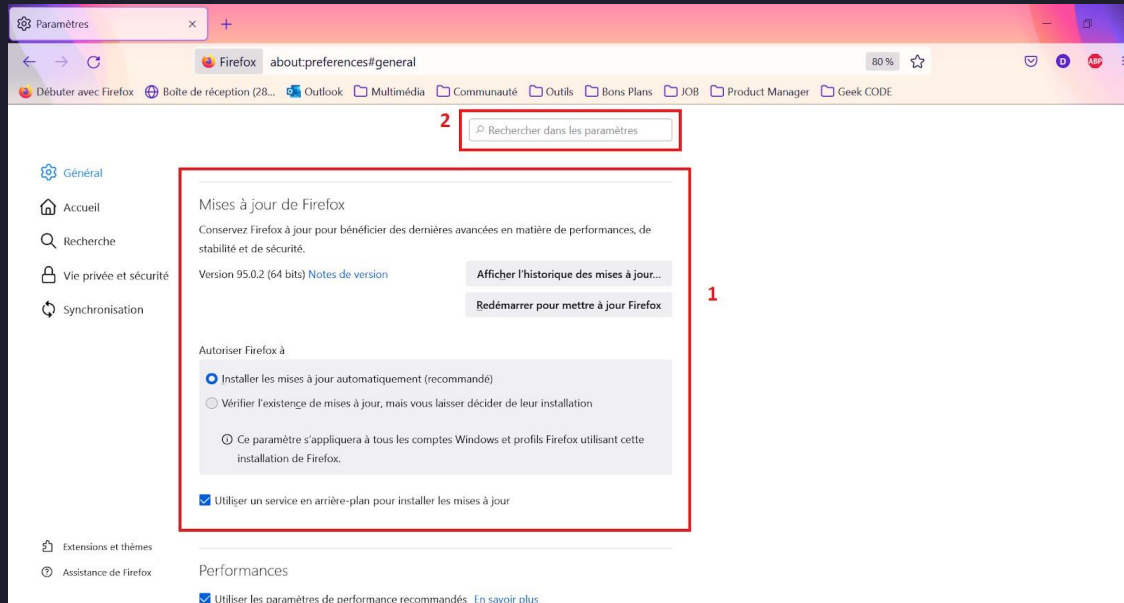 Paramètres
Firefox about:preferences#general 80 %
D ABP
Débuter avec Firefox Boîte de réception (28... Outlook Multimédia Communauté Outils Bons Plans JOB Product Manager Geek CODE
2 Rechercher dans les paramètres
Général
Accueil
Recherche
Vie privée et sécurité
Synchronisation
Mises à jour de Firefox
Conservez Firefox à jour pour bénéficier des dernières avancées en matière de performances, de
stabilité et de sécurité.
Version 95.0.2 (64 bits) Notes de version
Afficher l'historique des mises à jour...
Redémarrer pour mettre à jour Firefox
1
Autoriser Firefox à
Installer les mises à jour automatiquement (recommandé)
Vérifier l'existence de mises à jour, mais vous laisser décider de leur installation
Ce paramètre s'appliquera à tous les comptes Windows et profils Firefox utilisant cette
installation de Firefox.
Utiliser un service en arrière-plan pour installer les mises à jour
Extensions et thèmes
Assistance de Firefox
Performances
Utiliser les paramètres de performance recommandés En savoir plus